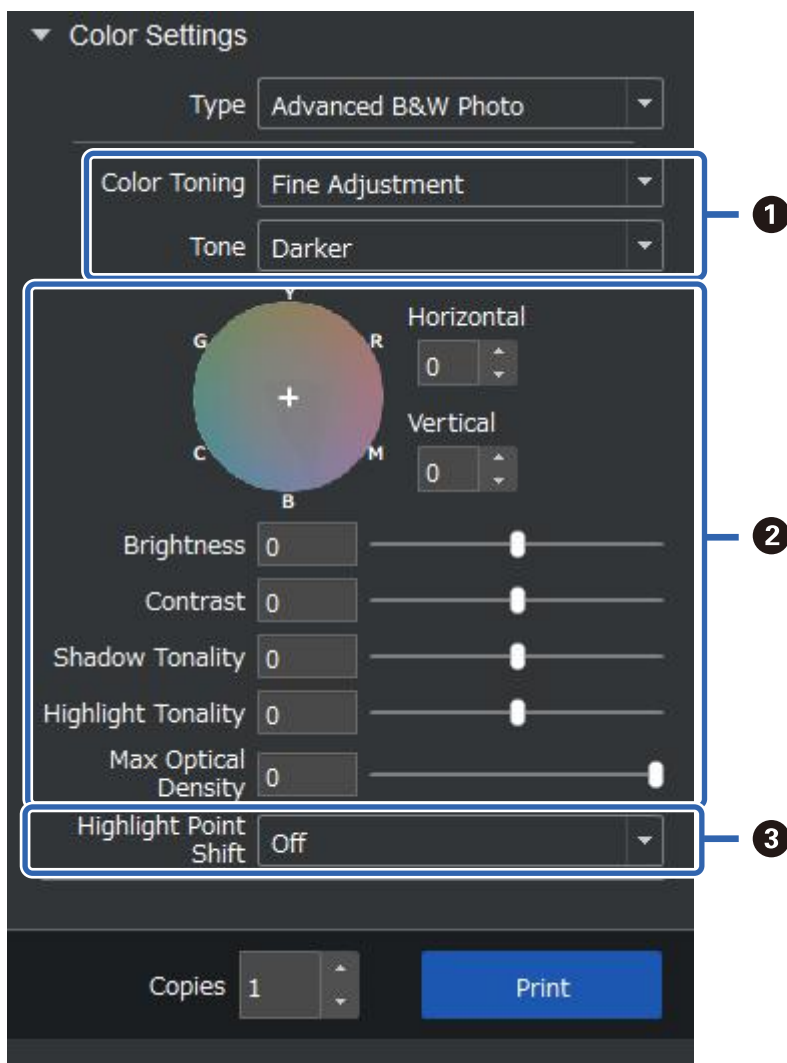 Color Settings
Type Advanced B&W Photo
Color Toning Fine Adjustment
Tone Darker
1
Y
G
R
C
M
B
Horizontal
0
Vertical
0
Brightness 0
Contrast 0
Shadow Tonality 0
Highlight Tonality 0
Max Optical
Density 0
2
Highlight Point
Shift Off
3
Copies 1 Print